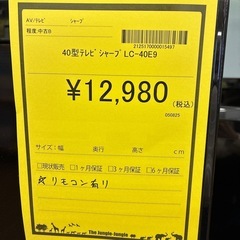 AV/テレビ シャープ
程度:中古B
2125170000015497
40型テレビシャープLC-40E9
¥12,980
(税込)
050825
サイズ:幅 奥行 高さ cm
□現状販売 □1ヶ月保証 □3ヶ月保証 □6ヶ月保証
☆リモコン有り
The Jungle-Jungle